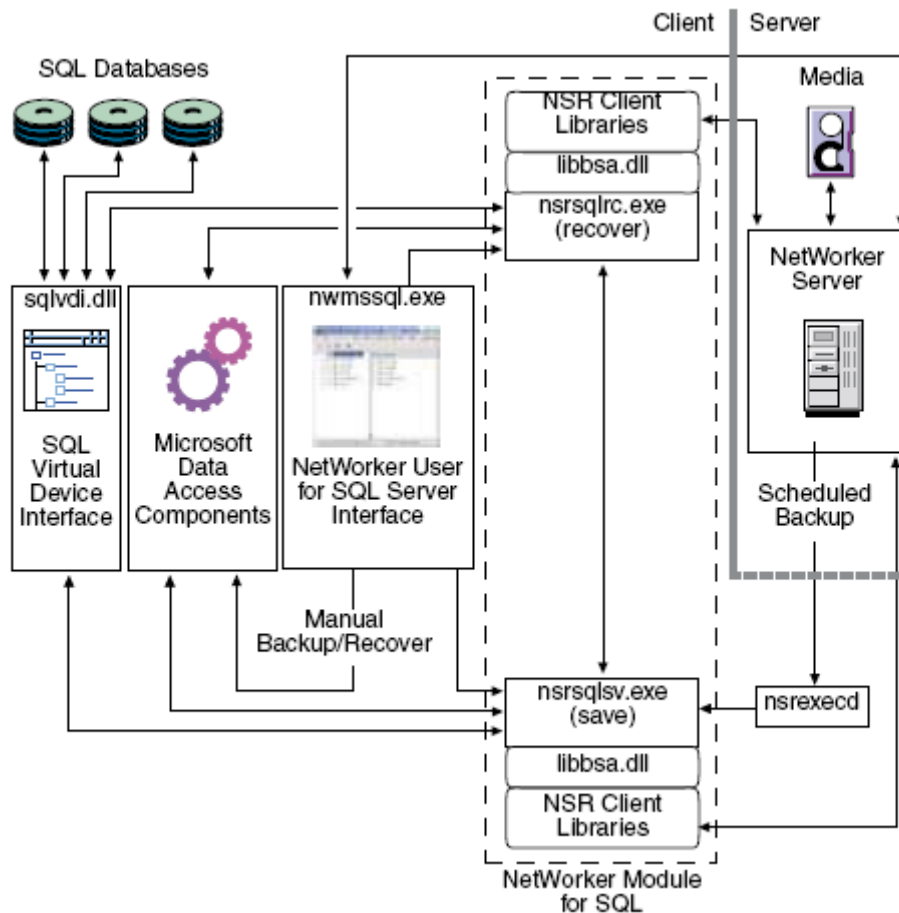 Client
Server
SQL Databases
Media
NSR Client
Libraries
libbsa.dll
nsrsqlrc.exe
(recover)
NetWorker
Server
sqlvdi.dll
SQL
Virtual
Device
Interface
Microsoft
Data
Access
Components
nwmssql.exe
NetWorker User
for SQL Server
Interface
Scheduled
Backup
Manual
Backup/Recover
nsrsqlsv.exe
(save)
nsrexecd
libbsa.dll
NSR Client
Libraries
NetWorker Module
for SQL